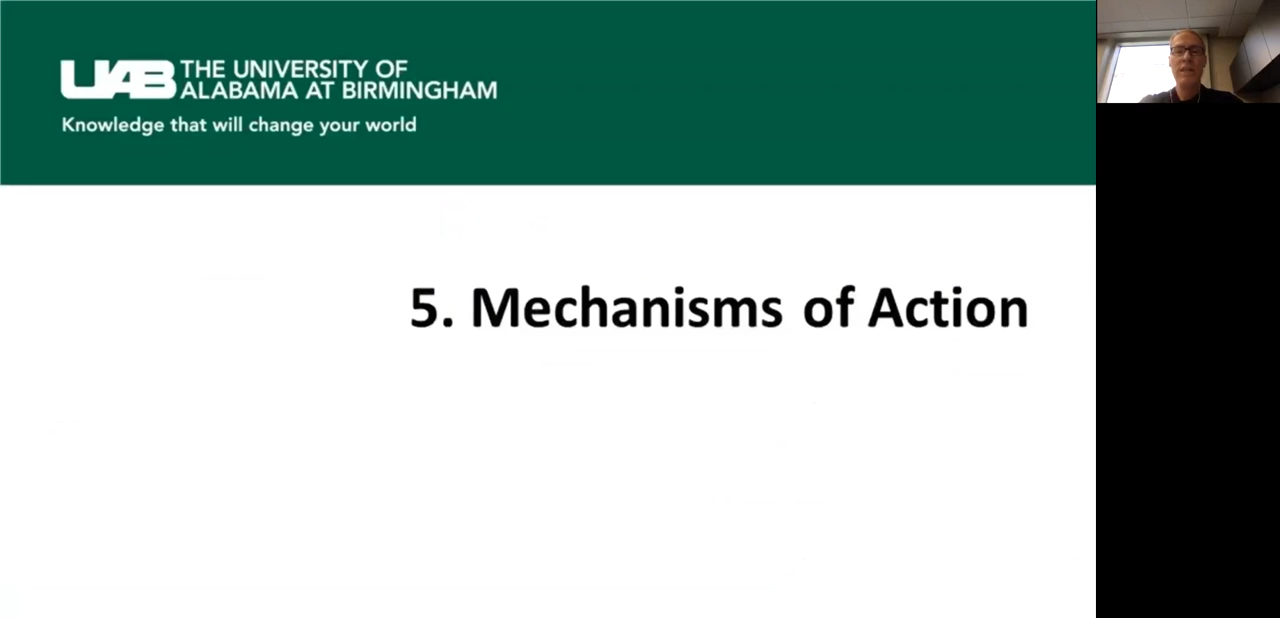 UAB THE UNIVERSITY OF
ALABAMA AT BIRMINGHAM
Knowledge that will change your world
5. Mechanisms of Action